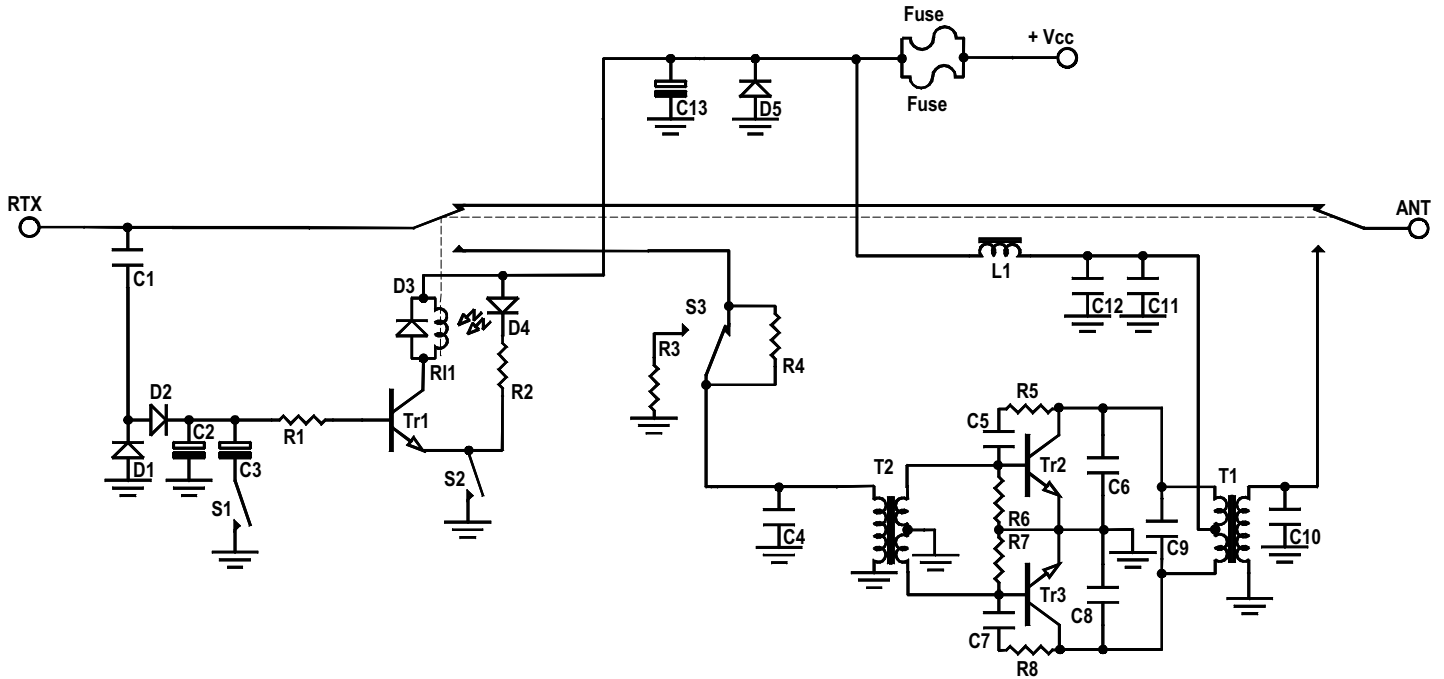 Fuse
+ Vcc
Fuse
C13
D5
RTX
ANT
C1
D3
D4
S3
L1
C12
C11
R3
R4
Rl1
R2
D2
C2
R1
Tr1
R5
C5
D1
C3
S2
T2
Tr2
C6
T1
S1
R6
C4
R7
C9
C10
Tr3
C7
C8
R8